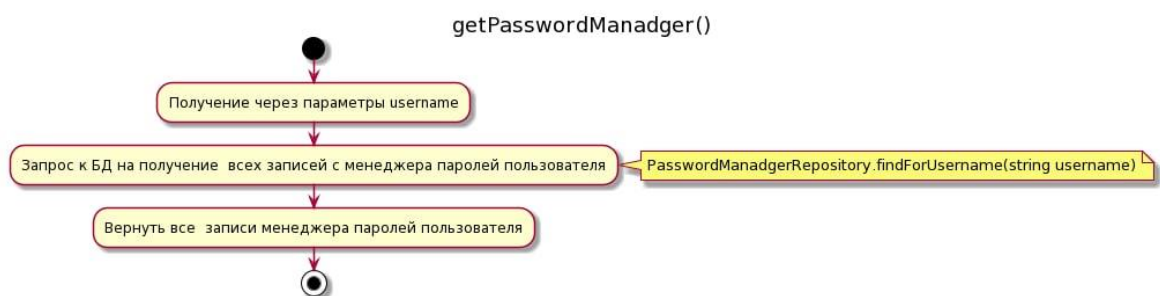 getPasswordManadger()
Получение через параметры username
Запрос к БД на получение  всех записей с менеджера паролей пользователя
PasswordManadgerRepository.findForUsername(string username)
Вернуть все  записи менеджера паролей пользователя